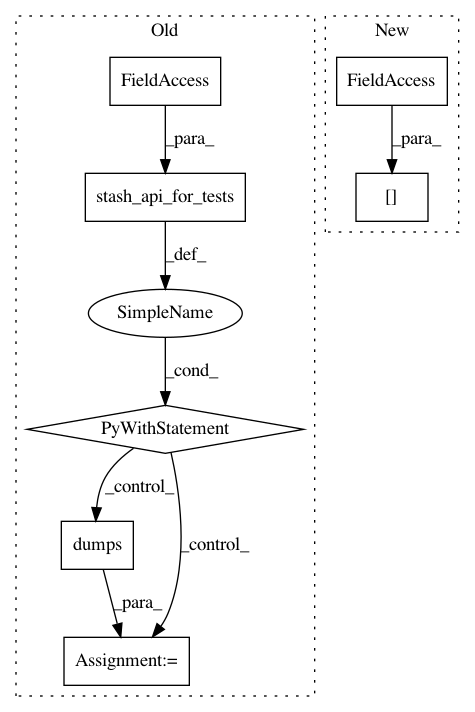 Old
New
FieldAccess
FieldAccess
_para_
_para_
stash_api_for_tests
[]
_def_
SimpleName
_cond_
PyWithStatement
_control_
_control_
dumps
_para_
Assignment:=